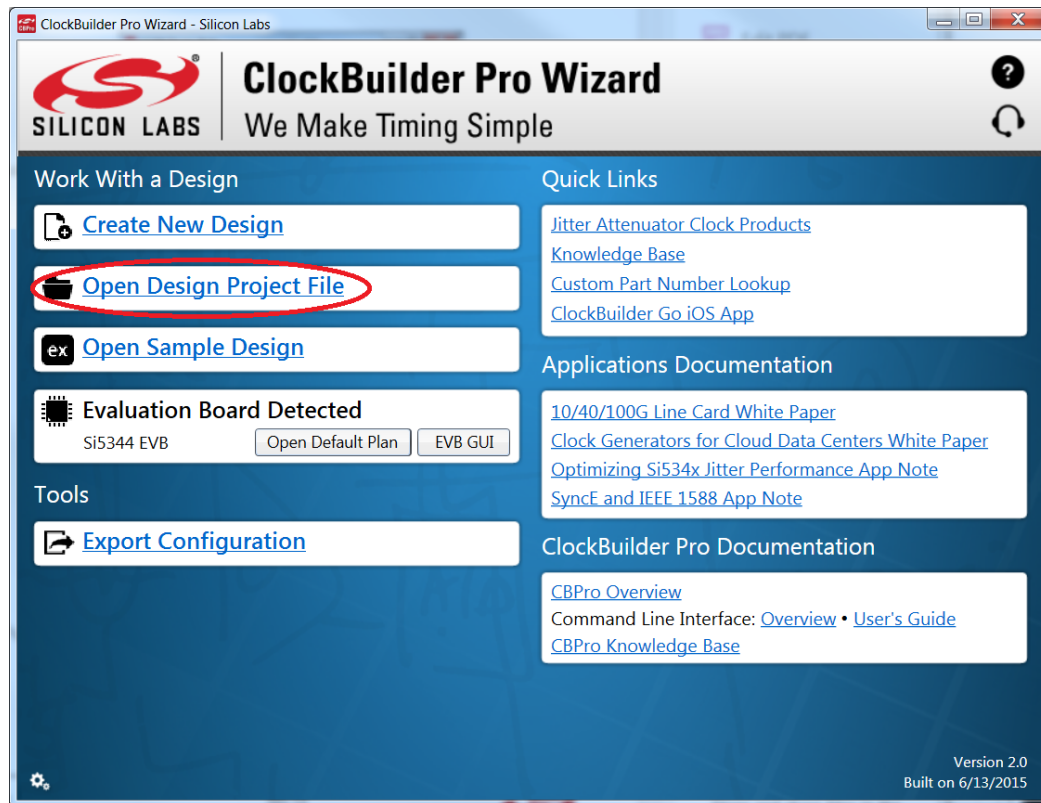 ClockBuilder Pro Wizard - Silicon Labs
SILICON LABS
ClockBuilder Pro Wizard
We Make Timing Simple
?
Work With a Design
Create New Design
Open Design Project File
ex Open Sample Design
Evaluation Board Detected
Si5344 EVB Open Default Plan EVB GUI
Tools
Export Configuration
Quick Links
Jitter Attenuator Clock Products
Knowledge Base
Custom Part Number Lookup
ClockBuilder Go iOS App
Applications Documentation
10/40/100G Line Card White Paper
Clock Generators for Cloud Data Centers White Paper
Optimizing Si534x Jitter Performance App Note
SyncE and IEEE 1588 App Note
ClockBuilder Pro Documentation
CBPro Overview
Command Line Interface: Overview • User's Guide
CBPro Knowledge Base
Version 2.0
Built on 6/13/2015